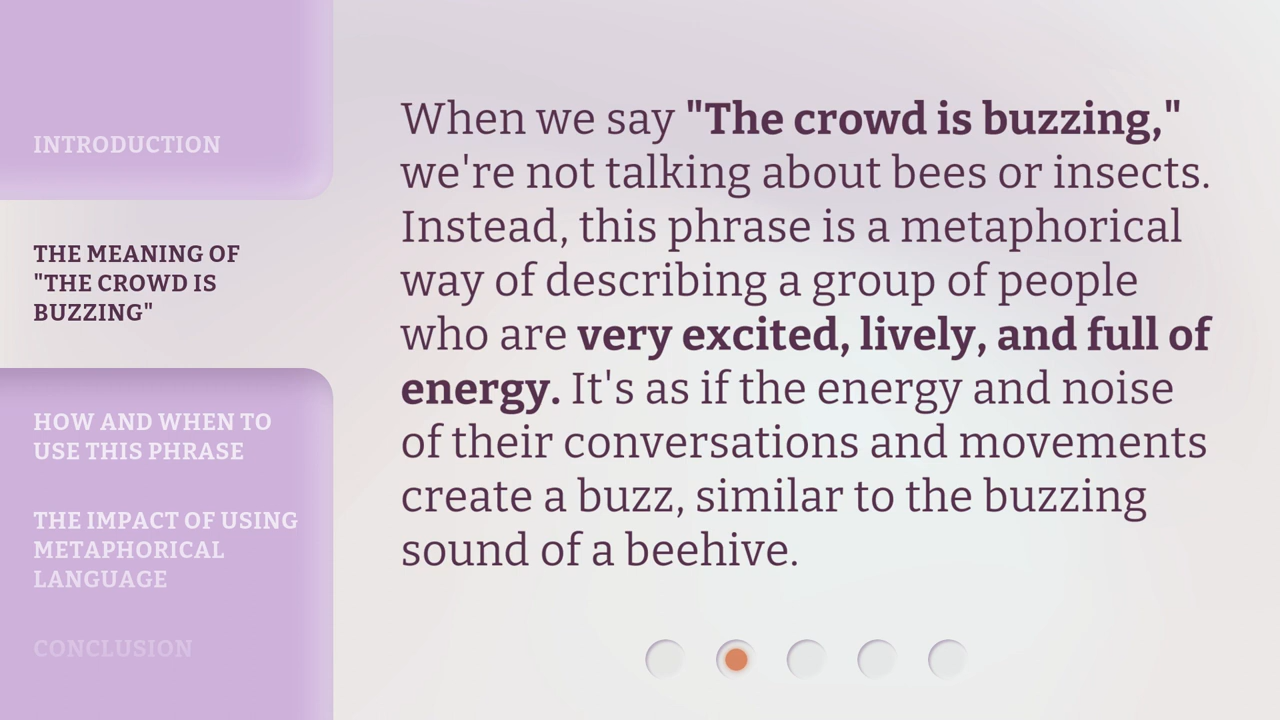 INTRODUCTION
THE MEANING OF
"THE CROWD IS
BUZZING"
HOW AND WHEN TO
USE THIS PHRASE
THE IMPACT OF USING
METAPHORICAL
LANGUAGE
CONCLUSION
When we say "The crowd is buzzing,"
we're not talking about bees or insects.
Instead, this phrase is a metaphorical
way of describing a group of people
who are very excited, lively, and full of
energy. It's as if the energy and noise
of their conversations and movements
create a buzz, similar to the buzzing
sound of a beehive.